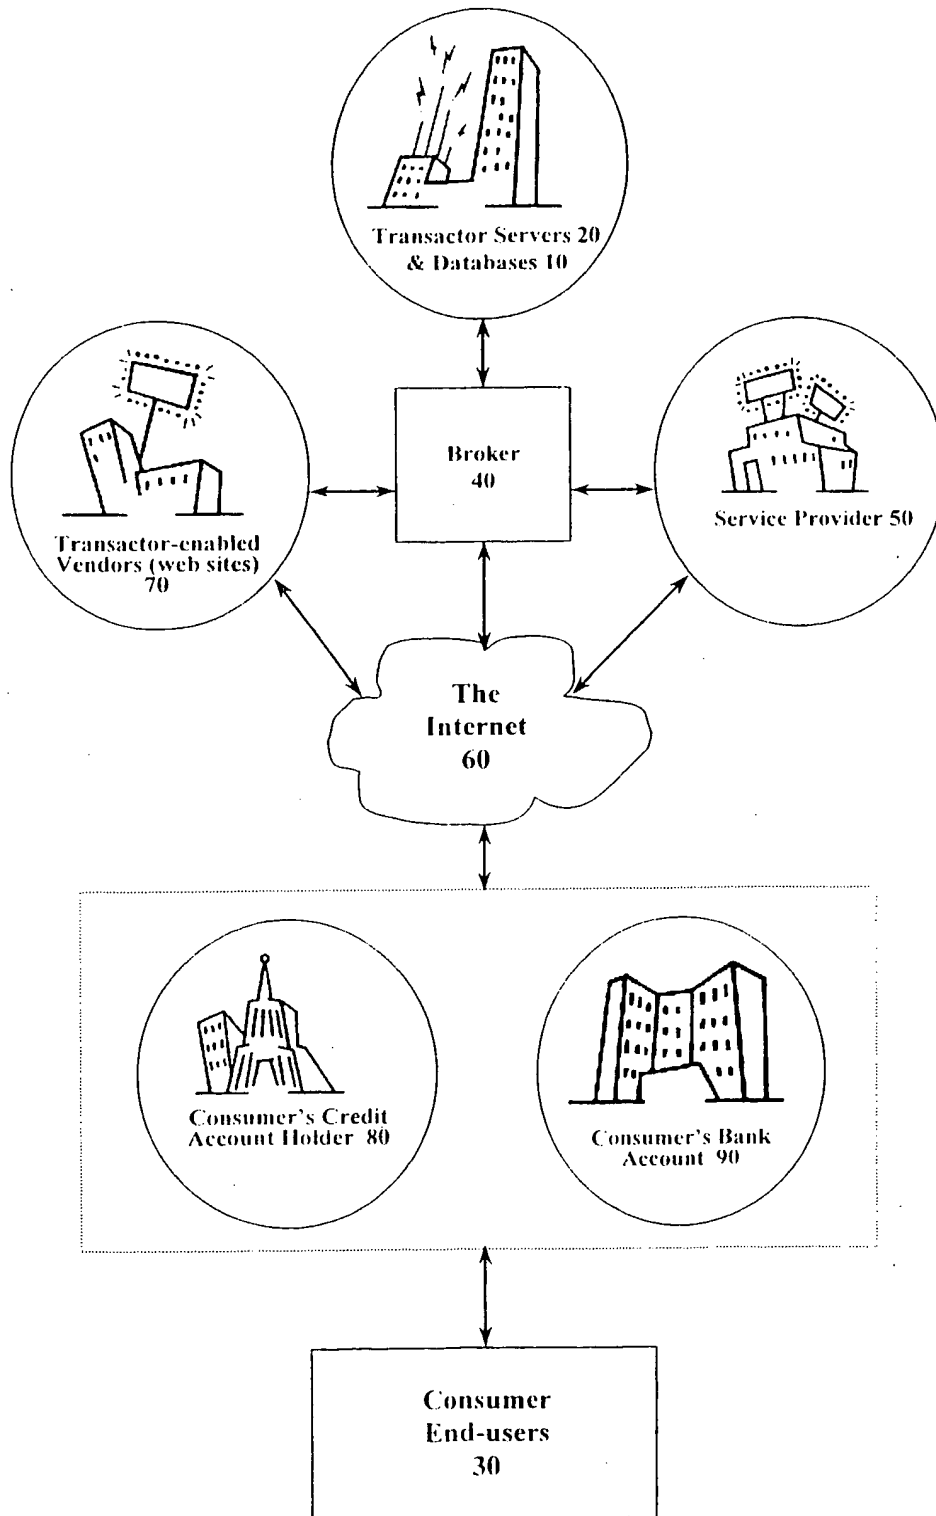 Transactor Servers 20
& Databases 10
Broker
40
Transactor-enabled
Vendors (web sites)
70
Service Provider 50
The
Internet
60
Consumer's Credit
Account Holder 80
Consumer's Bank
Account 90
Consumer
End-users
30